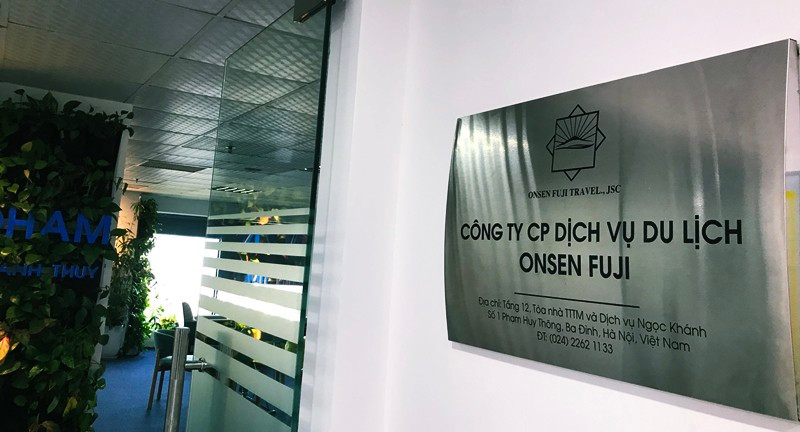 PHAM
ANH THUY
ONSEN FUJI TRAVEL., JSC
CÔNG TY CP DỊCH VỤ DU LỊCH
ONSEN FUJI
Địa chỉ: Tầng 12, Tòa nhà TTTM và Dịch vụ Ngọc Khánh
Số 1 Phạm Huy Thông, Ba Đình, Hà Nội, Việt Nam
ĐT: (024) 2262 1133